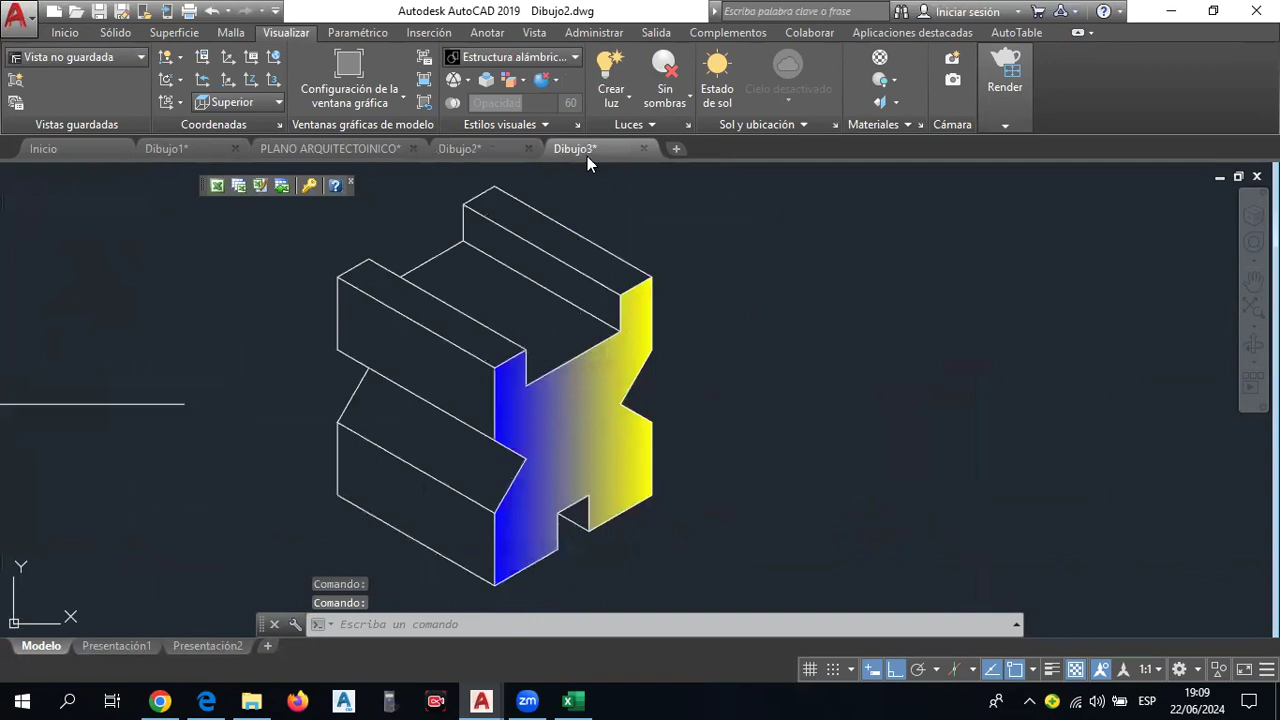 Autodesk AutoCAD 2019 Dibujo2.dwg
Escriba palabra clave o frase
Iniciar sesión
Inicio Sólido Superficie Malla Visualizar Paramétrico Inserción Anotar Vista Administrar Salida Complementos Colaborar Aplicaciones destacadas AutoTable
Vista no guardada
Superior
Configuración de la
ventana gráfica
Estructura alámbric...
Opacidad 60
Crear
luz
Sin
sombras
Estado
de sol
Cielo desactivado
Render
Vistas guardadas Coordenadas Ventanas gráficas de modelo Estilos visuales Luces Sol y ubicación Materiales Cámara
Inicio Dibujo1* PLANO ARQUITECTOINICO* Dibujo2* Dibujo3*
Y
X
Comando:
Comando:
Escriba un comando
Modelo Presentación1 Presentación2
1:1
zm
ESP
19:09
22/06/2024